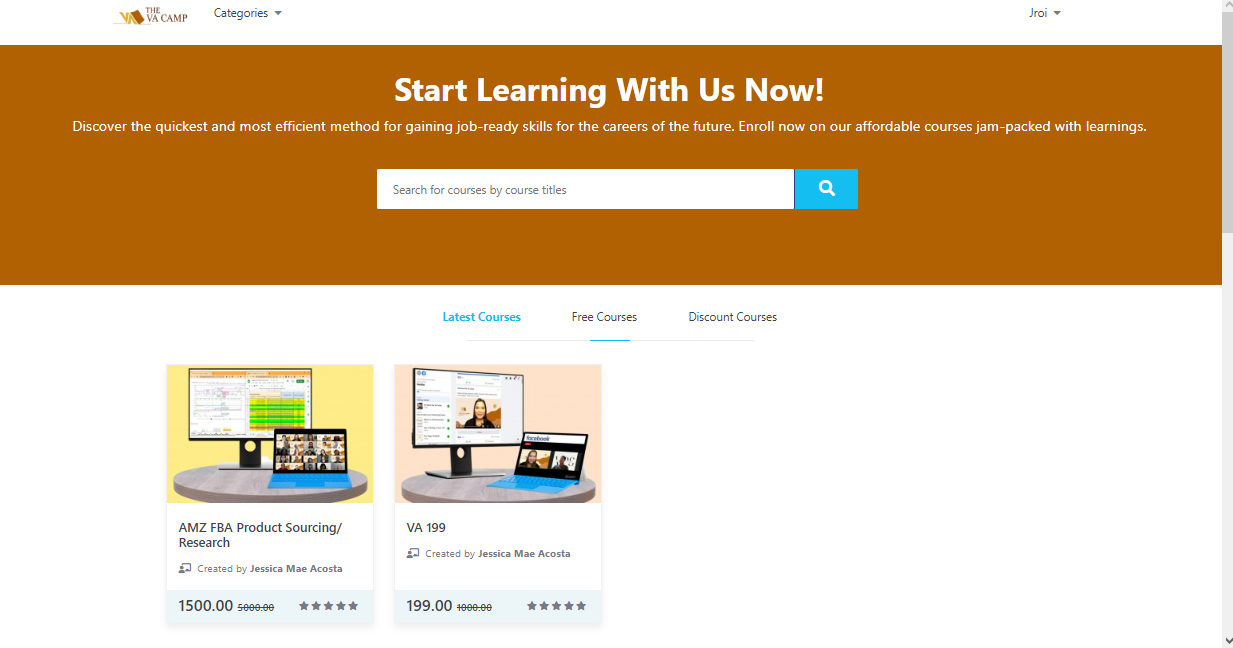 THE
VA CAMP
Categories
Jroi
Start Learning With Us Now!
Discover the quickest and most efficient method for gaining job-ready skills for the careers of the future. Enroll now on our affordable courses jam-packed with learnings.
Search for courses by course titles
Latest Courses
Free Courses
Discount Courses
facebook
AMZ FBA Product Sourcing/
Research
Created by Jessica Mae Acosta
1500.00 5000.00
VA 199
Created by Jessica Mae Acosta
199.00 1000.00